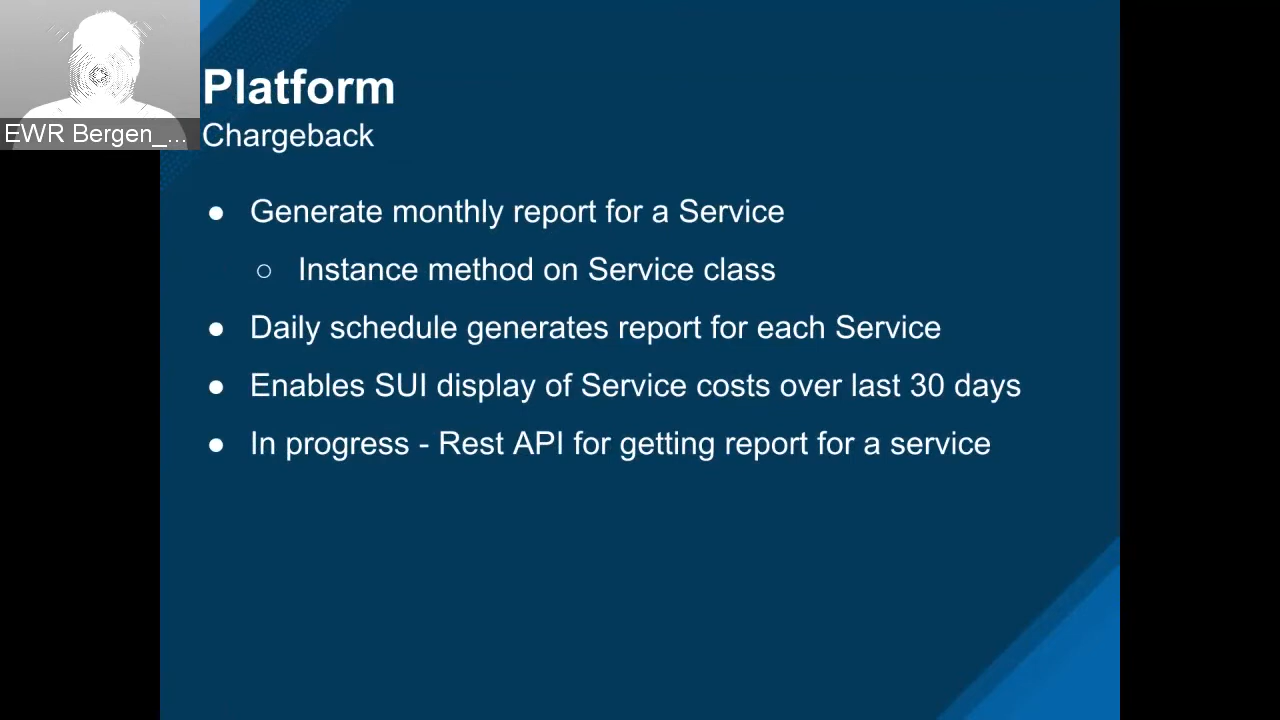 Platform
EWR Bergen_...
Chargeback
● Generate monthly report for a Service
○ Instance method on Service class
● Daily schedule generates report for each Service
● Enables SUI display of Service costs over last 30 days
● In progress - Rest API for getting report for a service